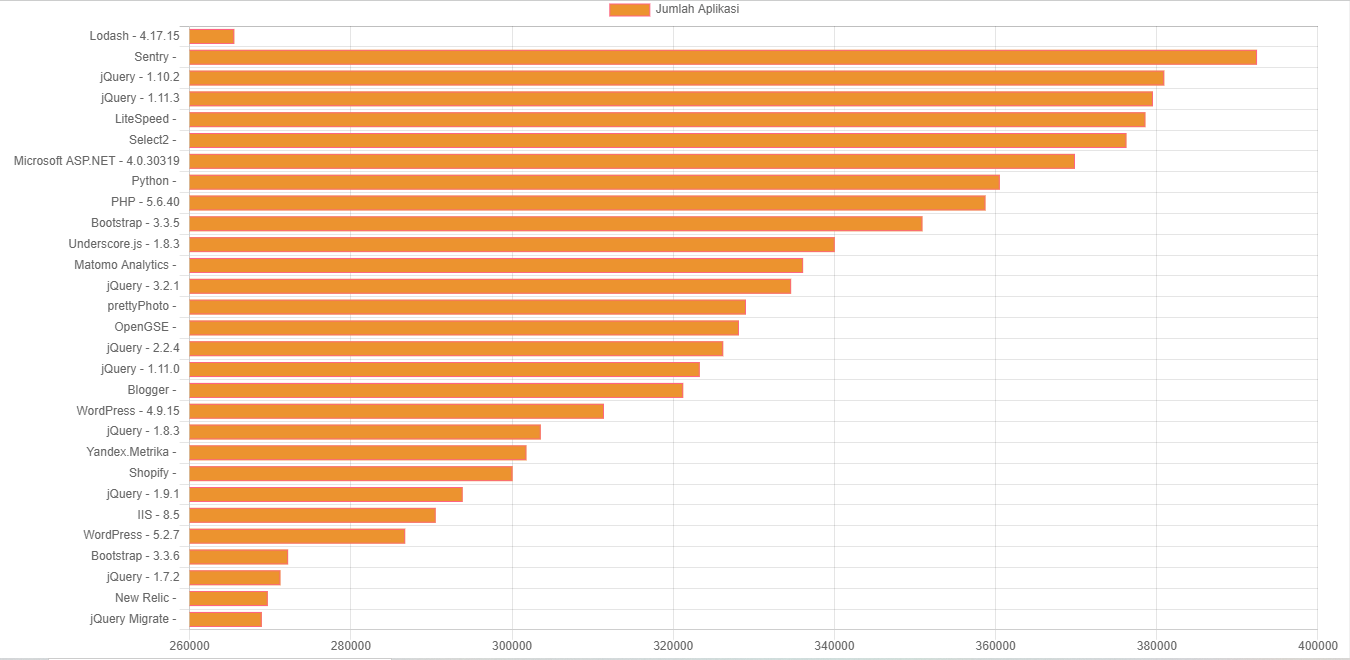 Jumlah Aplikasi
Lodash - 4.17.15
Sentry -
jQuery - 1.10.2
jQuery - 1.11.3
LiteSpeed -
Select2 -
Microsoft ASP.NET - 4.0.30319
Python -
PHP - 5.6.40
Bootstrap - 3.3.5
Underscore.js - 1.8.3
Matomo Analytics -
jQuery - 3.2.1
prettyPhoto -
OpenGSE -
jQuery - 2.2.4
jQuery - 1.11.0
Blogger -
WordPress - 4.9.15
jQuery - 1.8.3
Yandex.Metrika -
Shopify -
jQuery - 1.9.1
IIS - 8.5
WordPress - 5.2.7
Bootstrap - 3.3.6
jQuery - 1.7.2
New Relic -
jQuery Migrate -
260000 280000 300000 320000 340000 360000 380000 400000